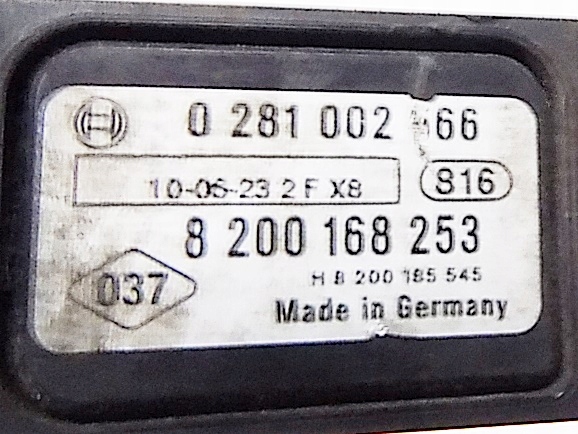 0 281 002 66
10-06-23 2 F X8
S16
8 200 168 253
037
H 8 200 185 545
Made in Germany